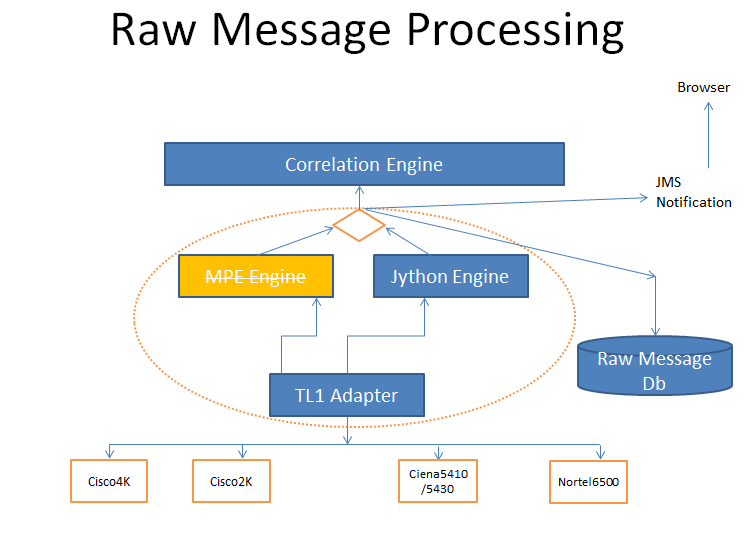 Raw Message Processing
Browser
Correlation Engine
JMS
Notification
MPE Engine
Jython Engine
Raw Message
Db
TL1 Adapter
Cisco4K
Cisco2K
Ciena5410
/5430
Nortel6500